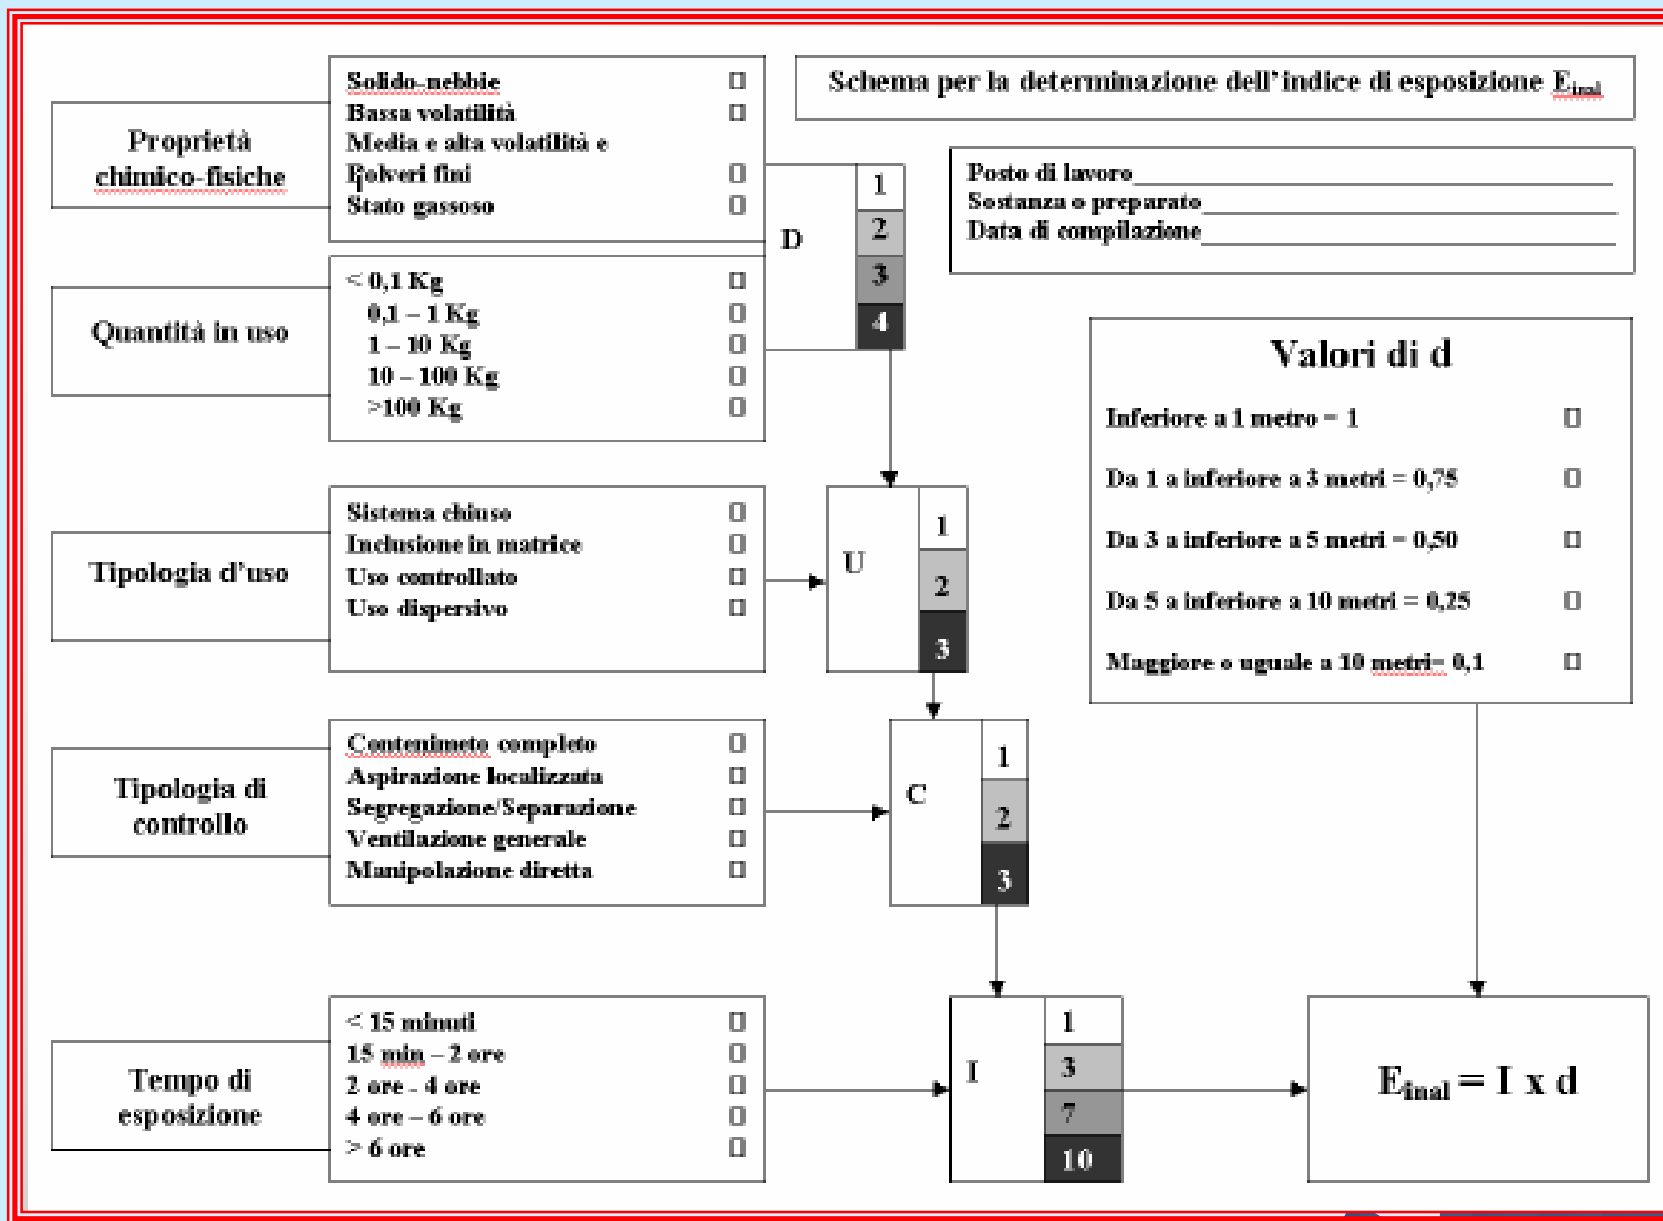 Schema per la determinazione dell'indice di esposizione Einal
Proprietà
chimico-fisiche
Solido-nebbie
Bassa volatilità
Media e alta volatilità e
Polveri fini
Stato gassoso
D
1
2
3
4
Posto di lavoro
Sostanza o preparato
Data di compilazione
Quantità in uso
< 0,1 Kg
0,1 – 1 Kg
1 – 10 Kg
10 – 100 Kg
>100 Kg
Valori di d
Inferiore a 1 metro = 1
Da 1 a inferiore a 3 metri = 0,75
Da 3 a inferiore a 5 metri = 0,50
Da 5 a inferiore a 10 metri = 0,25
Maggiore o uguale a 10 metri= 0,1
Tipologia d'uso
Sistema chiuso
Inclusione in matrice
Uso controllato
Uso dispersivo
U
1
2
3
Tipologia di
controllo
Contenimeto completo
Aspirazione localizzata
Segregazione/Separazione
Ventilazione generale
Manipolazione diretta
C
1
2
3
Tempo di
esposizione
< 15 minuti
15 min – 2 ore
2 ore - 4 ore
4 ore – 6 ore
> 6 ore
I
1
3
7
10
Einal = I x d